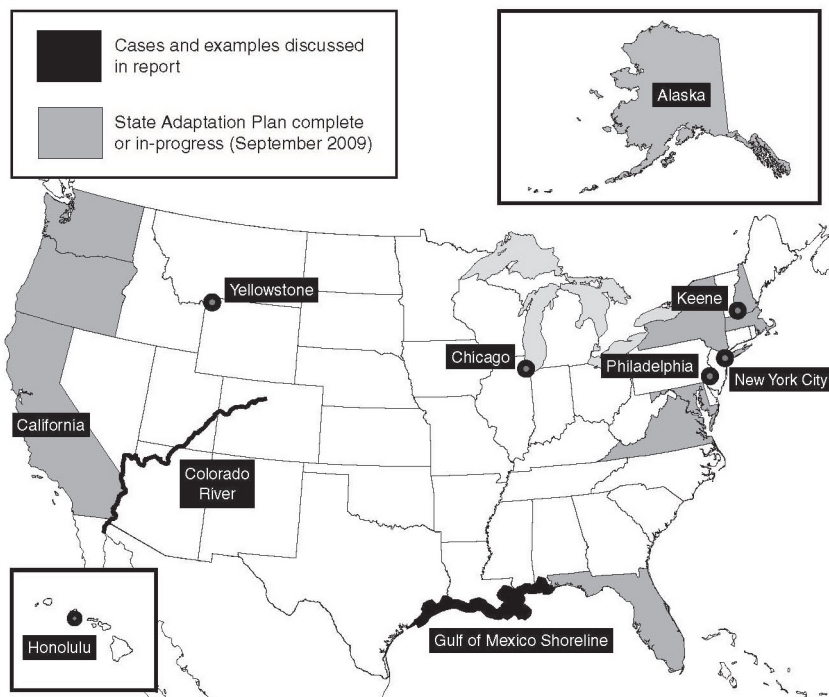 Cases and examples discussed
in report
State Adaptation Plan complete
or in-progress (September 2009)
Alaska
Yellowstone
Keene
Chicago
Philadelphia
New York City
California
Colorado
River
Honolulu
Gulf of Mexico Shoreline